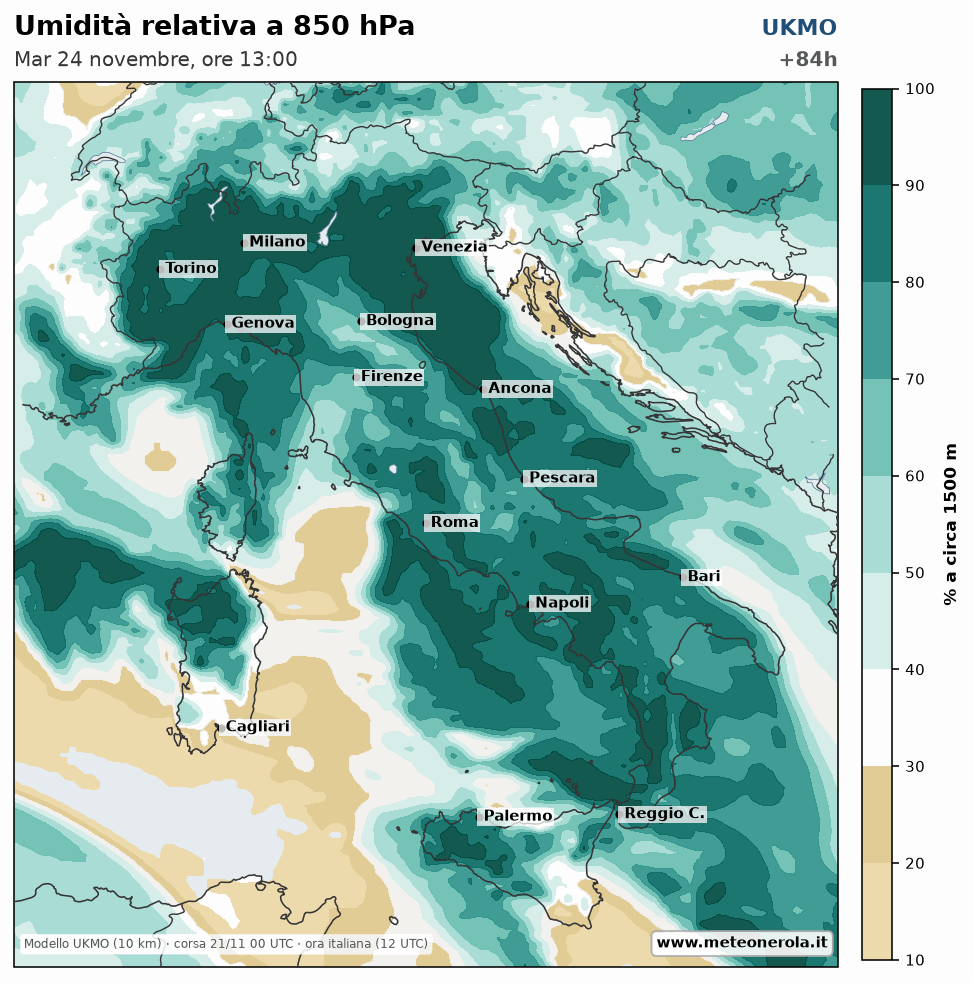 Umidità relativa a 850 hPa
UKMO
Mar 24 novembre, ore 13:00
+84h
100
90
80
70
60
50
40
30
20
10
% a circa 1500 m
Milano
Venezia
Torino
Genova
Bologna
Firenze
Ancona
Pescara
Roma
Bari
Napoli
Cagliari
Palermo
Reggio C.
Modello UKMO (10 km) · corsa 21/11 00 UTC · ora italiana (12 UTC)
www.meteonerola.it